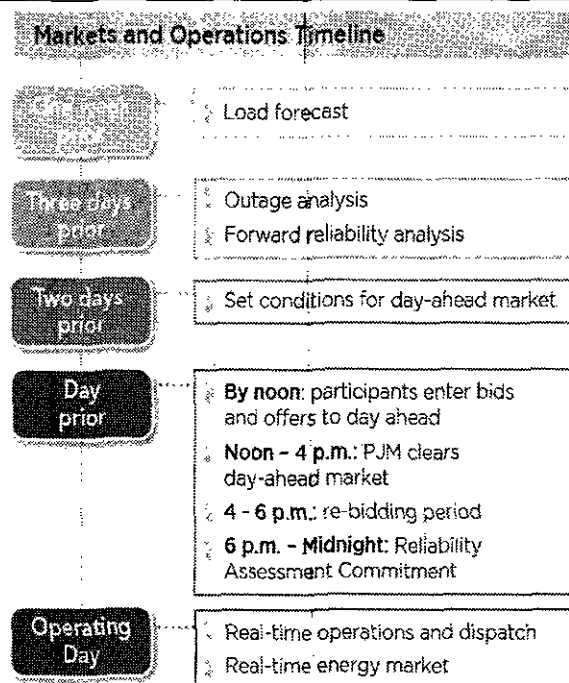 Markets and Operations Timeline
prior
Load forecast
Three days
prior
Outage analysis
Forward reliability analysis
Two days
prior
Set conditions for day-ahead market
Day
prior
By noon: participants enter bids
and offers to day ahead
Noon – 4 p.m.: PJM clears
day-ahead market
4 - 6 p.m.: re-bidding period
6 p.m. – Midnight: Reliability
Assessment Commitment
Operating
Day
Real-time operations and dispatch
Real-time energy market